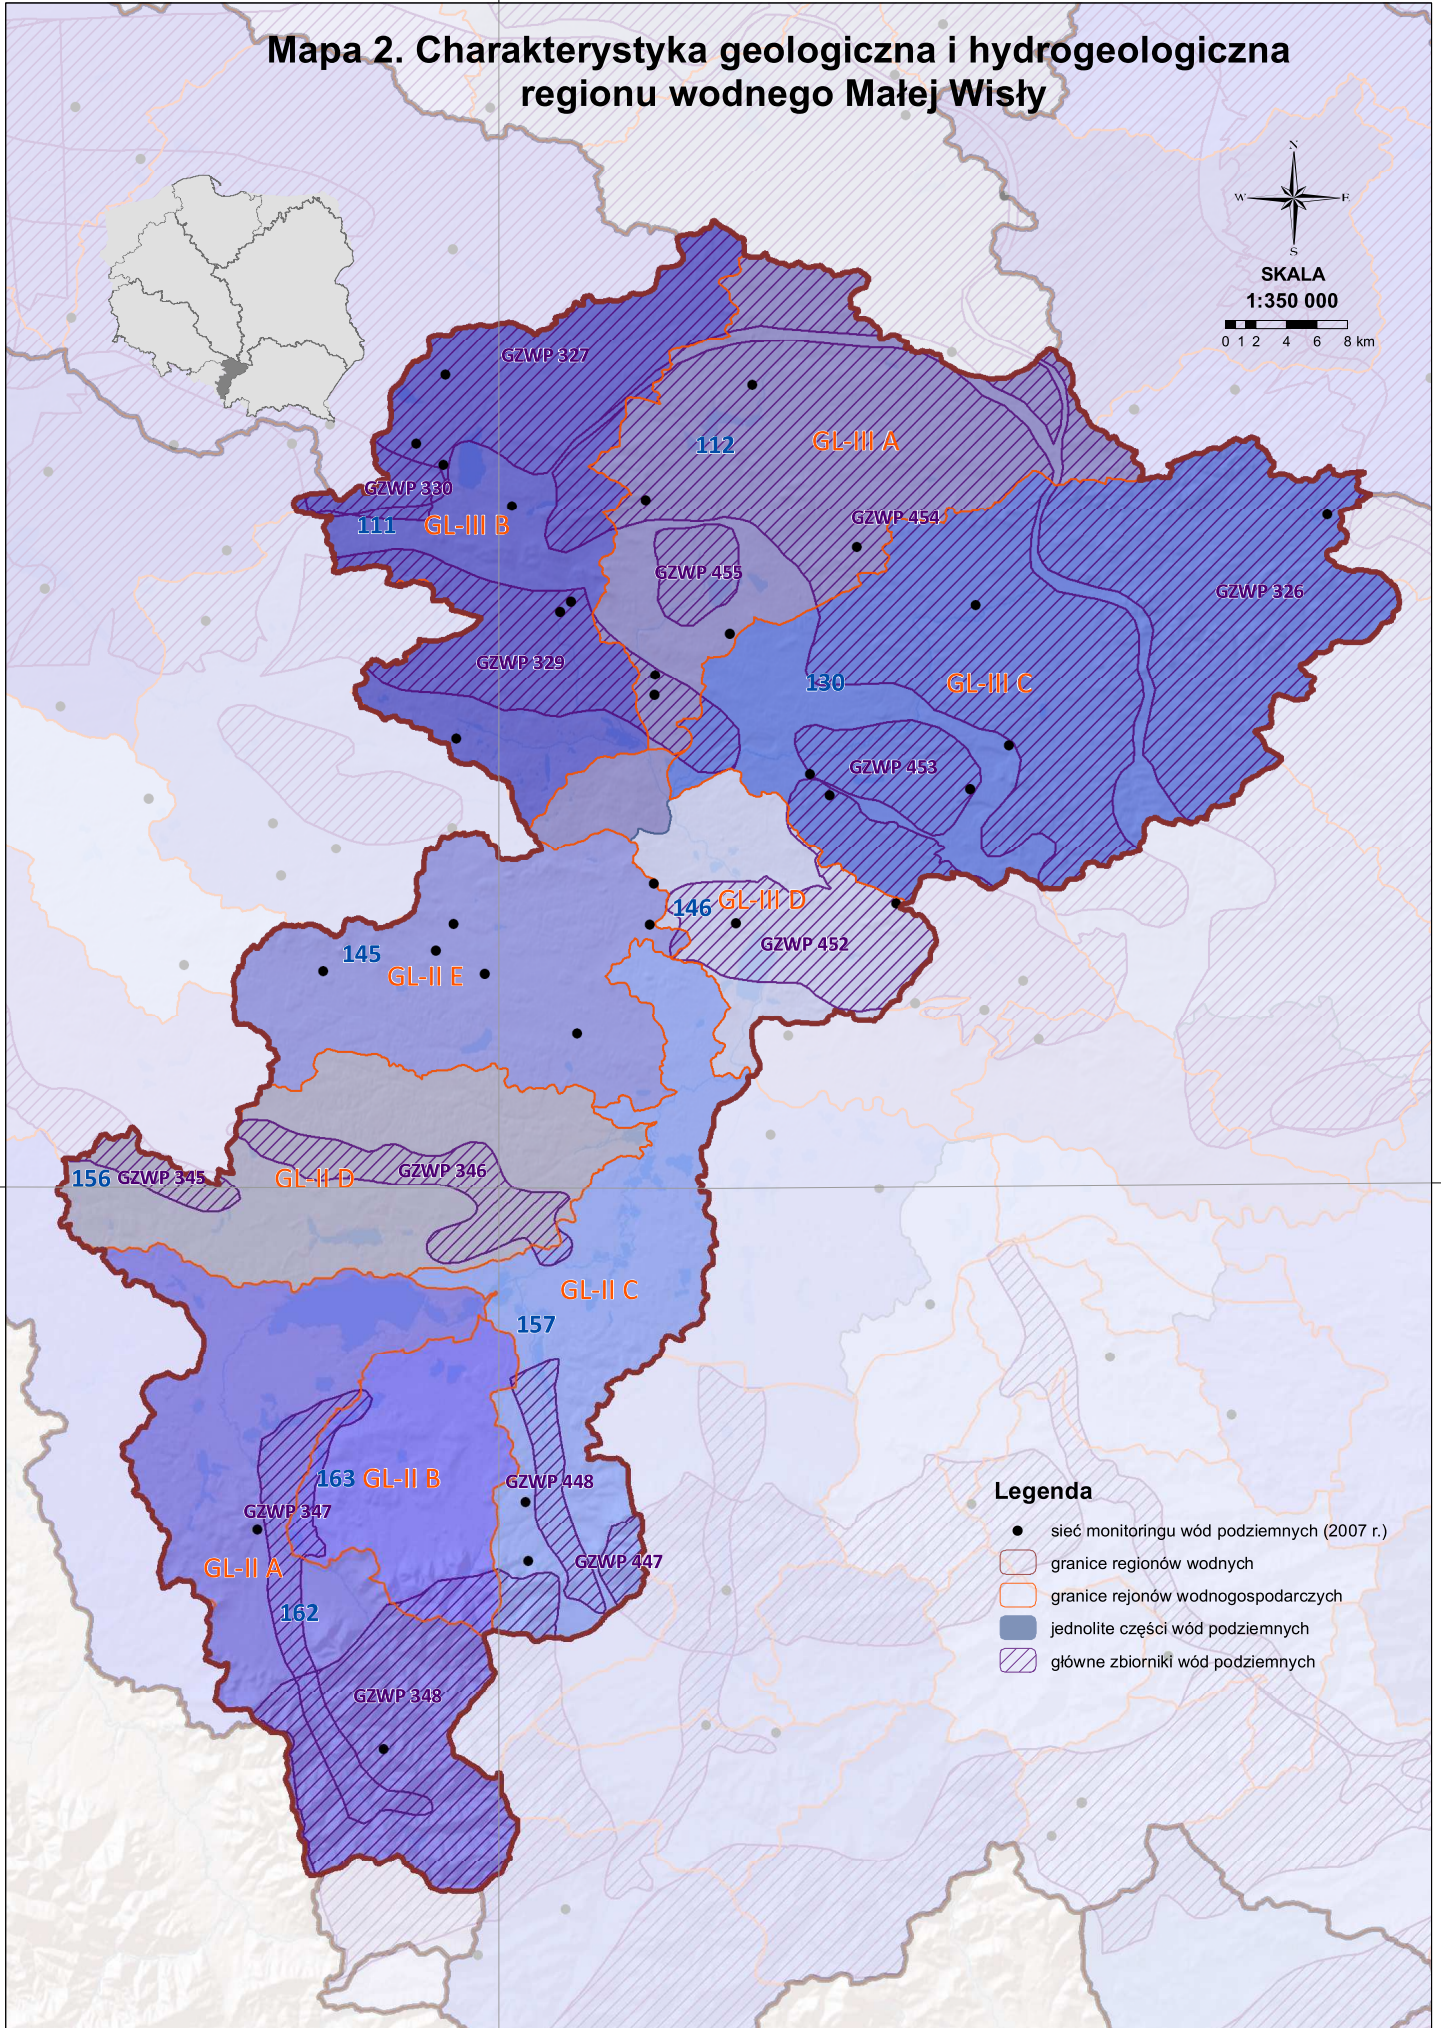 Mapa 2. Charakterystyka geologiczna i hydrogeologiczna
regionu wodnego Małej Wisły
N
W E
S
SKALA
1:350 000
0 1 2 4 6 8 km
GZWP 327
112
GL-III A
GZWP 330
111
GL-III B
GZWP 454
GZWP 455
GZWP 326
GZWP 329
130
GL-III C
GZWP 453
146
GL-III D
GZWP 452
145
GL-II E
156
GZWP 345
GL-II D
GZWP 346
GL-II C
157
163
GL-II B
GZWP 448
GZWP 347
GZWP 447
GL-II A
162
GZWP 348
Legenda
sieć monitoringu wód podziemnych (2007 r.)
granice regionów wodnych
granice rejonów wodnogospodarczych
jednolite części wód podziemnych
główne zbiorniki wód podziemnych